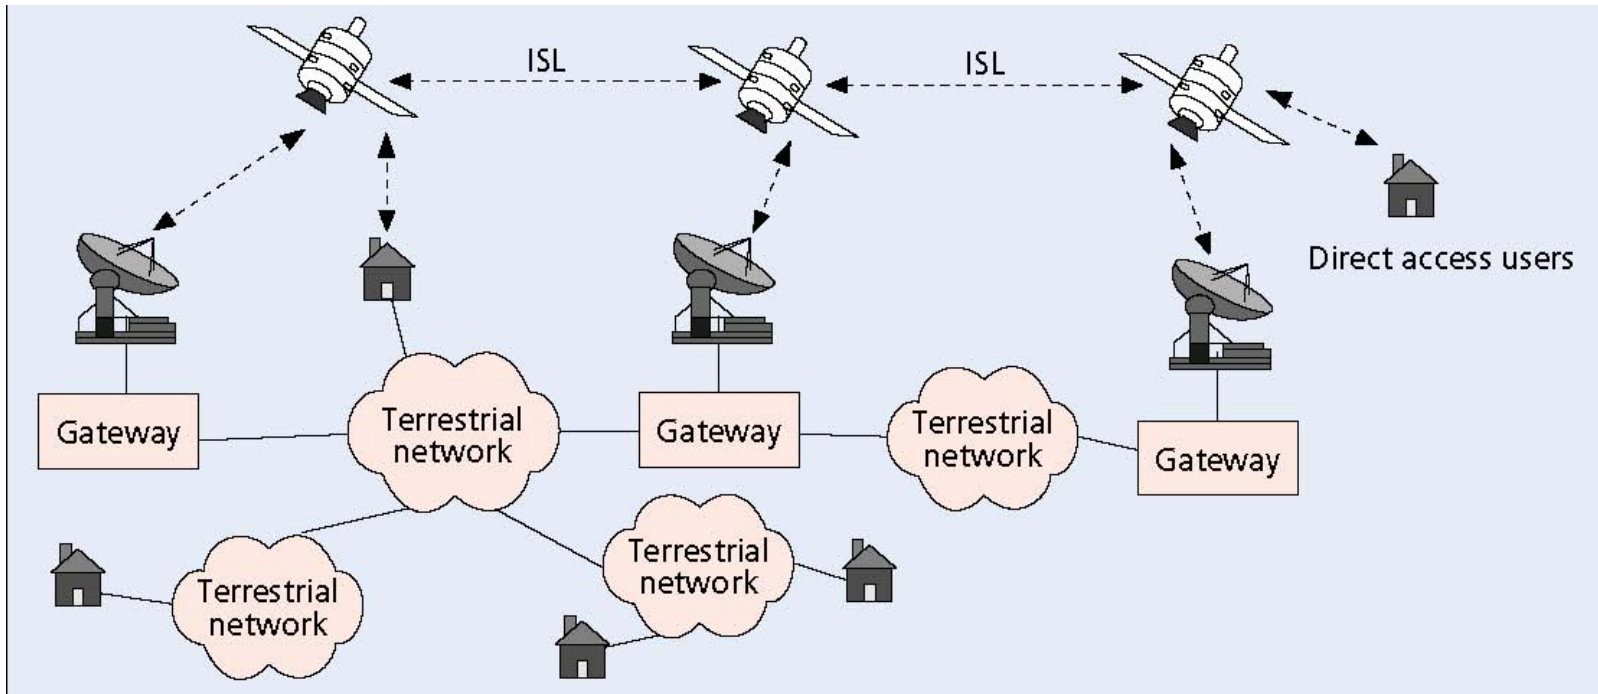 ISL
ISL
Direct access users
Gateway
Terrestrial
network
Gateway
Terrestrial
network
Gateway
Terrestrial
network
Terrestrial
network